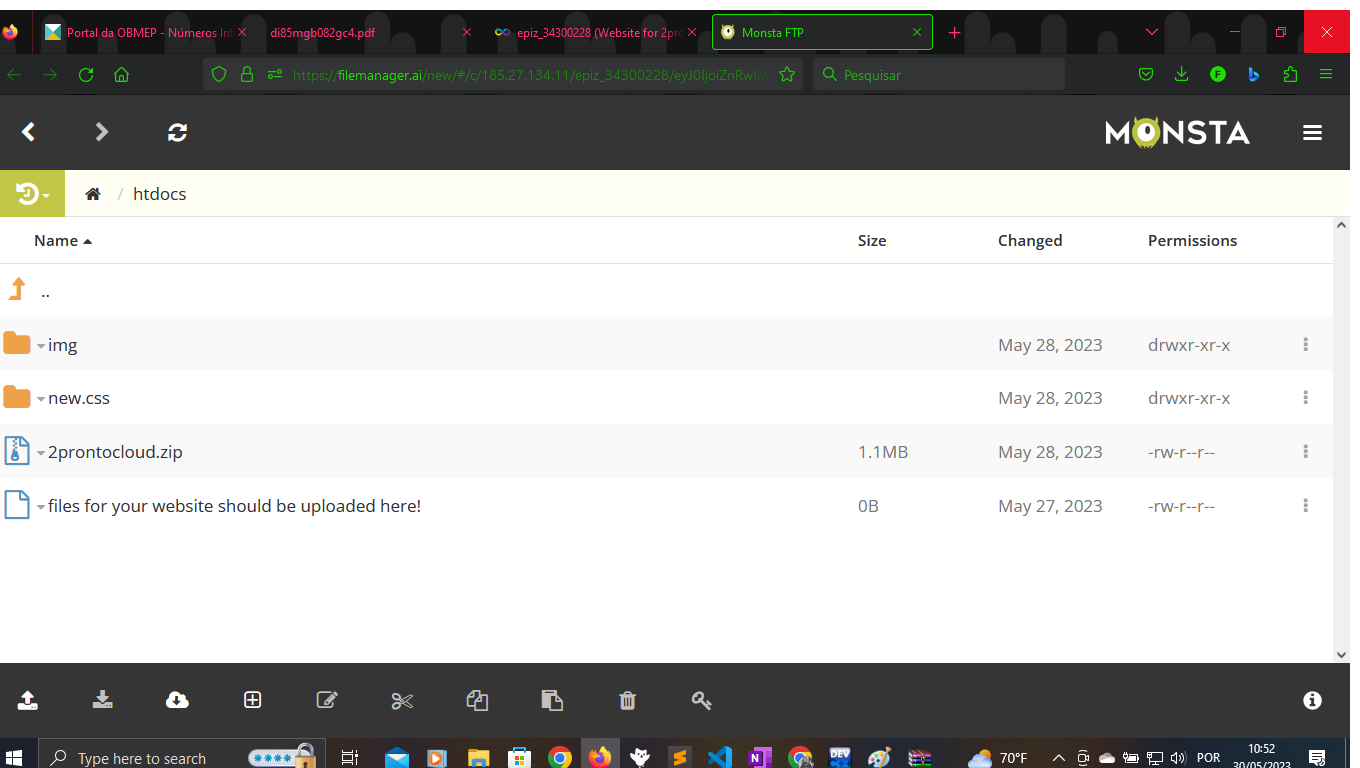 Portal da OBMEP - Números Int
di85mgb082gc4.pdf
epiz_34300228 (Website for 2pro
Monsta FTP
https://filemanager.ai/new/#/c/185.27.134.11/epiz_34300228/eyJ0IjoiZnRwIiw
Pesquisar
F
MONSTA
/ htdocs
Name
Size
Changed
Permissions
..
img
May 28, 2023
drwxr-xr-x
new.css
May 28, 2023
drwxr-xr-x
2prontocloud.zip
1.1MB
May 28, 2023
-rw-r--r--
files for your website should be uploaded here!
0B
May 27, 2023
-rw-r--r--
Type here to search
DEV
70°F
POR
10:52
30/05/2023